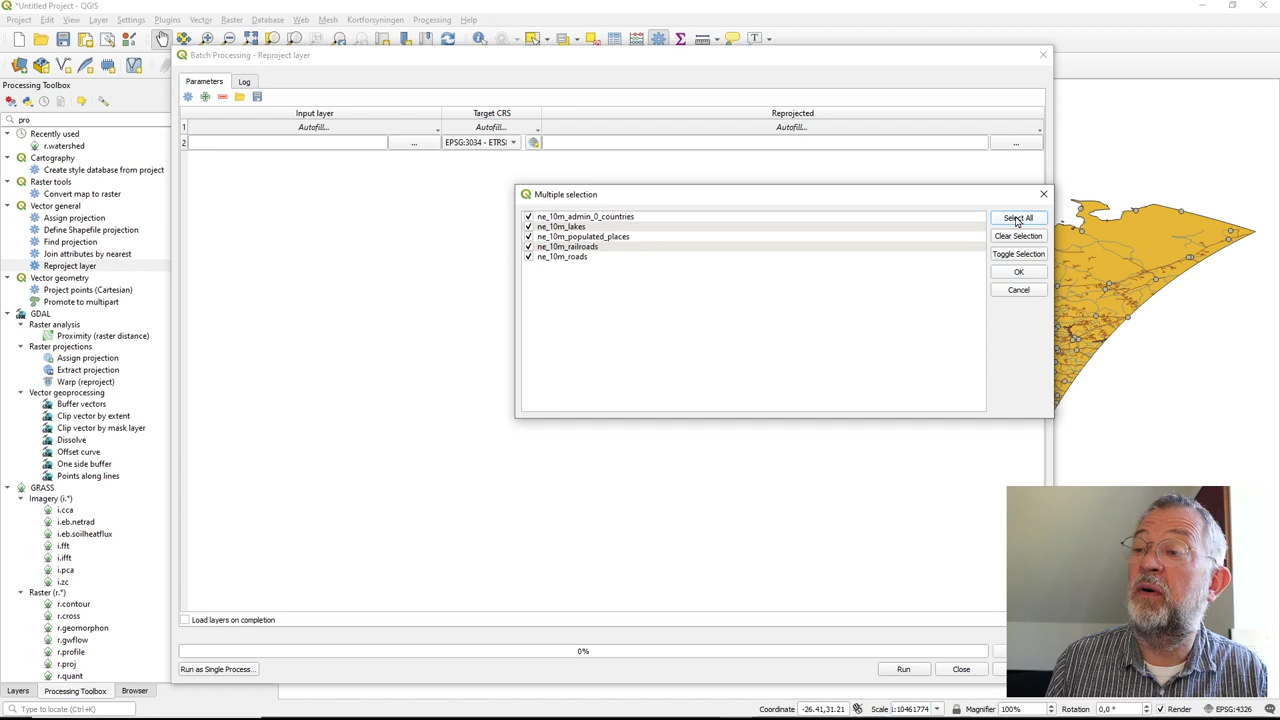 *Untitled Project — QGIS
Project Edit View Layer Settings Plugins Vector Raster Database Web Mesh Kortforsyningen Processing Help
Processing Toolbox
pro
Recently used
r.watershed
Cartography
Create style database from project
Raster tools
Convert map to raster
Vector general
Assign projection
Define Shapefile projection
Find projection
Join attributes by nearest
Reproject layer
Vector geometry
Project points (Cartesian)
Promote to multipart
GDAL
Raster analysis
Proximity (raster distance)
Raster projections
Assign projection
Extract projection
Warp (reproject)
Vector geoprocessing
Buffer vectors
Clip vector by extent
Clip vector by mask layer
Dissolve
Offset curve
One side buffer
Points along lines
GRASS
Imagery (i.*)
i.cca
i.eb.netrad
i.eb.soilheatflux
i.fft
i.ifft
i.pca
i.zc
Raster (r.*)
r.contour
r.cross
r.geomorphon
r.gwflow
r.profile
r.proj
r.quant
Layers Processing Toolbox Browser
Batch Processing - Reproject layer
Parameters Log
Input layer Target CRS Reprojected
1 Autofill... Autofill... Autofill...
2 ... EPSG:3034 - ETRS ...
Multiple selection
ne_10m_admin_0_countries
ne_10m_lakes
ne_10m_populated_places
ne_10m_railroads
ne_10m_roads
Select All
Clear Selection
Toggle Selection
OK
Cancel
Load layers on completion
0%
Run as Single Process... Run Close
Type to locate (Ctrl+K) Coordinate -26.41,31.21 Scale 1:10461774 Magnifier 100% Rotation 0,0 ° Render EPSG:4326